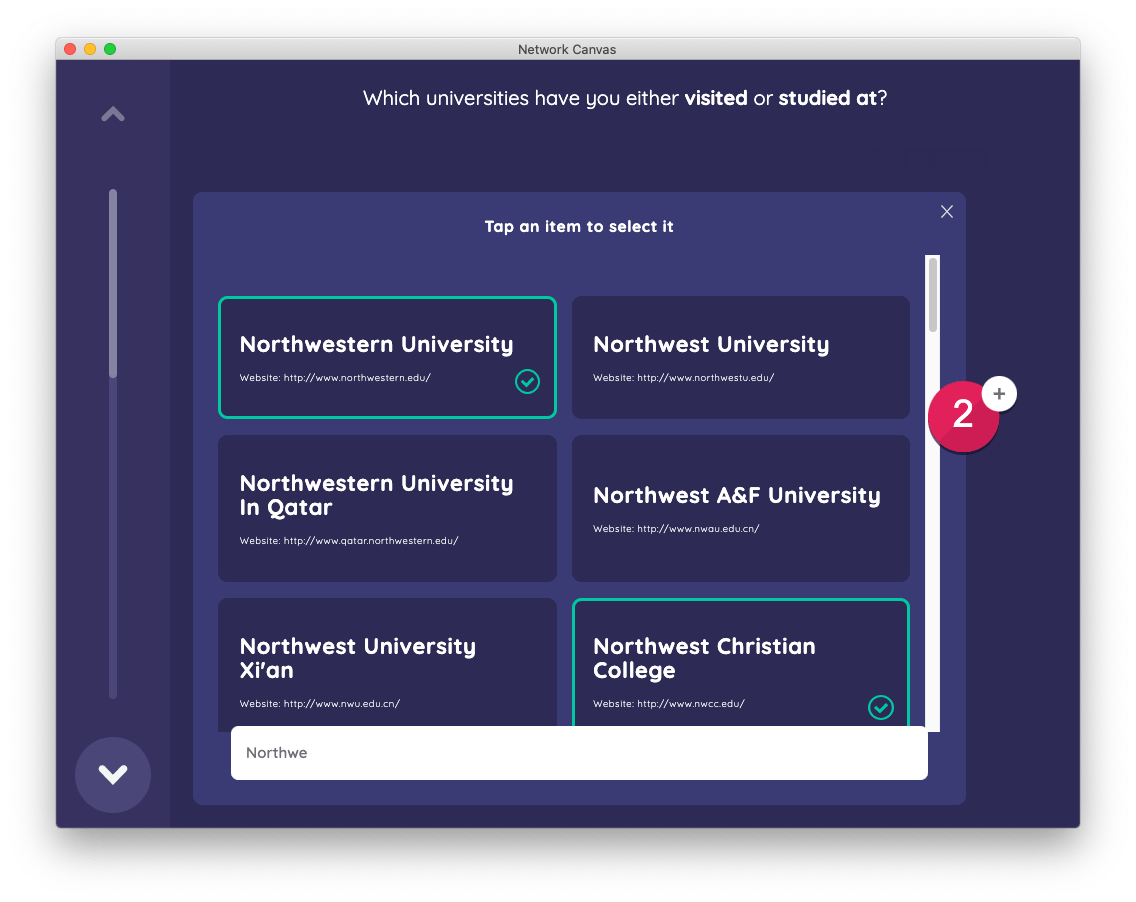 Network Canvas
Which universities have you either visited or studied at?
Tap an item to select it
Northwestern University
Website: http://www.northwestern.edu/
Northwest University
Website: http://www.northwestu.edu/
2
+
Northwestern University
In Qatar
Website: http://www.qatar.northwestern.edu/
Northwest A&F University
Website: http://www.nwau.edu.cn/
Northwest University
Xi'an
Website: http://www.nwu.edu.cn/
Northwest Christian
College
Website: http://www.nwcc.edu/
Northwe